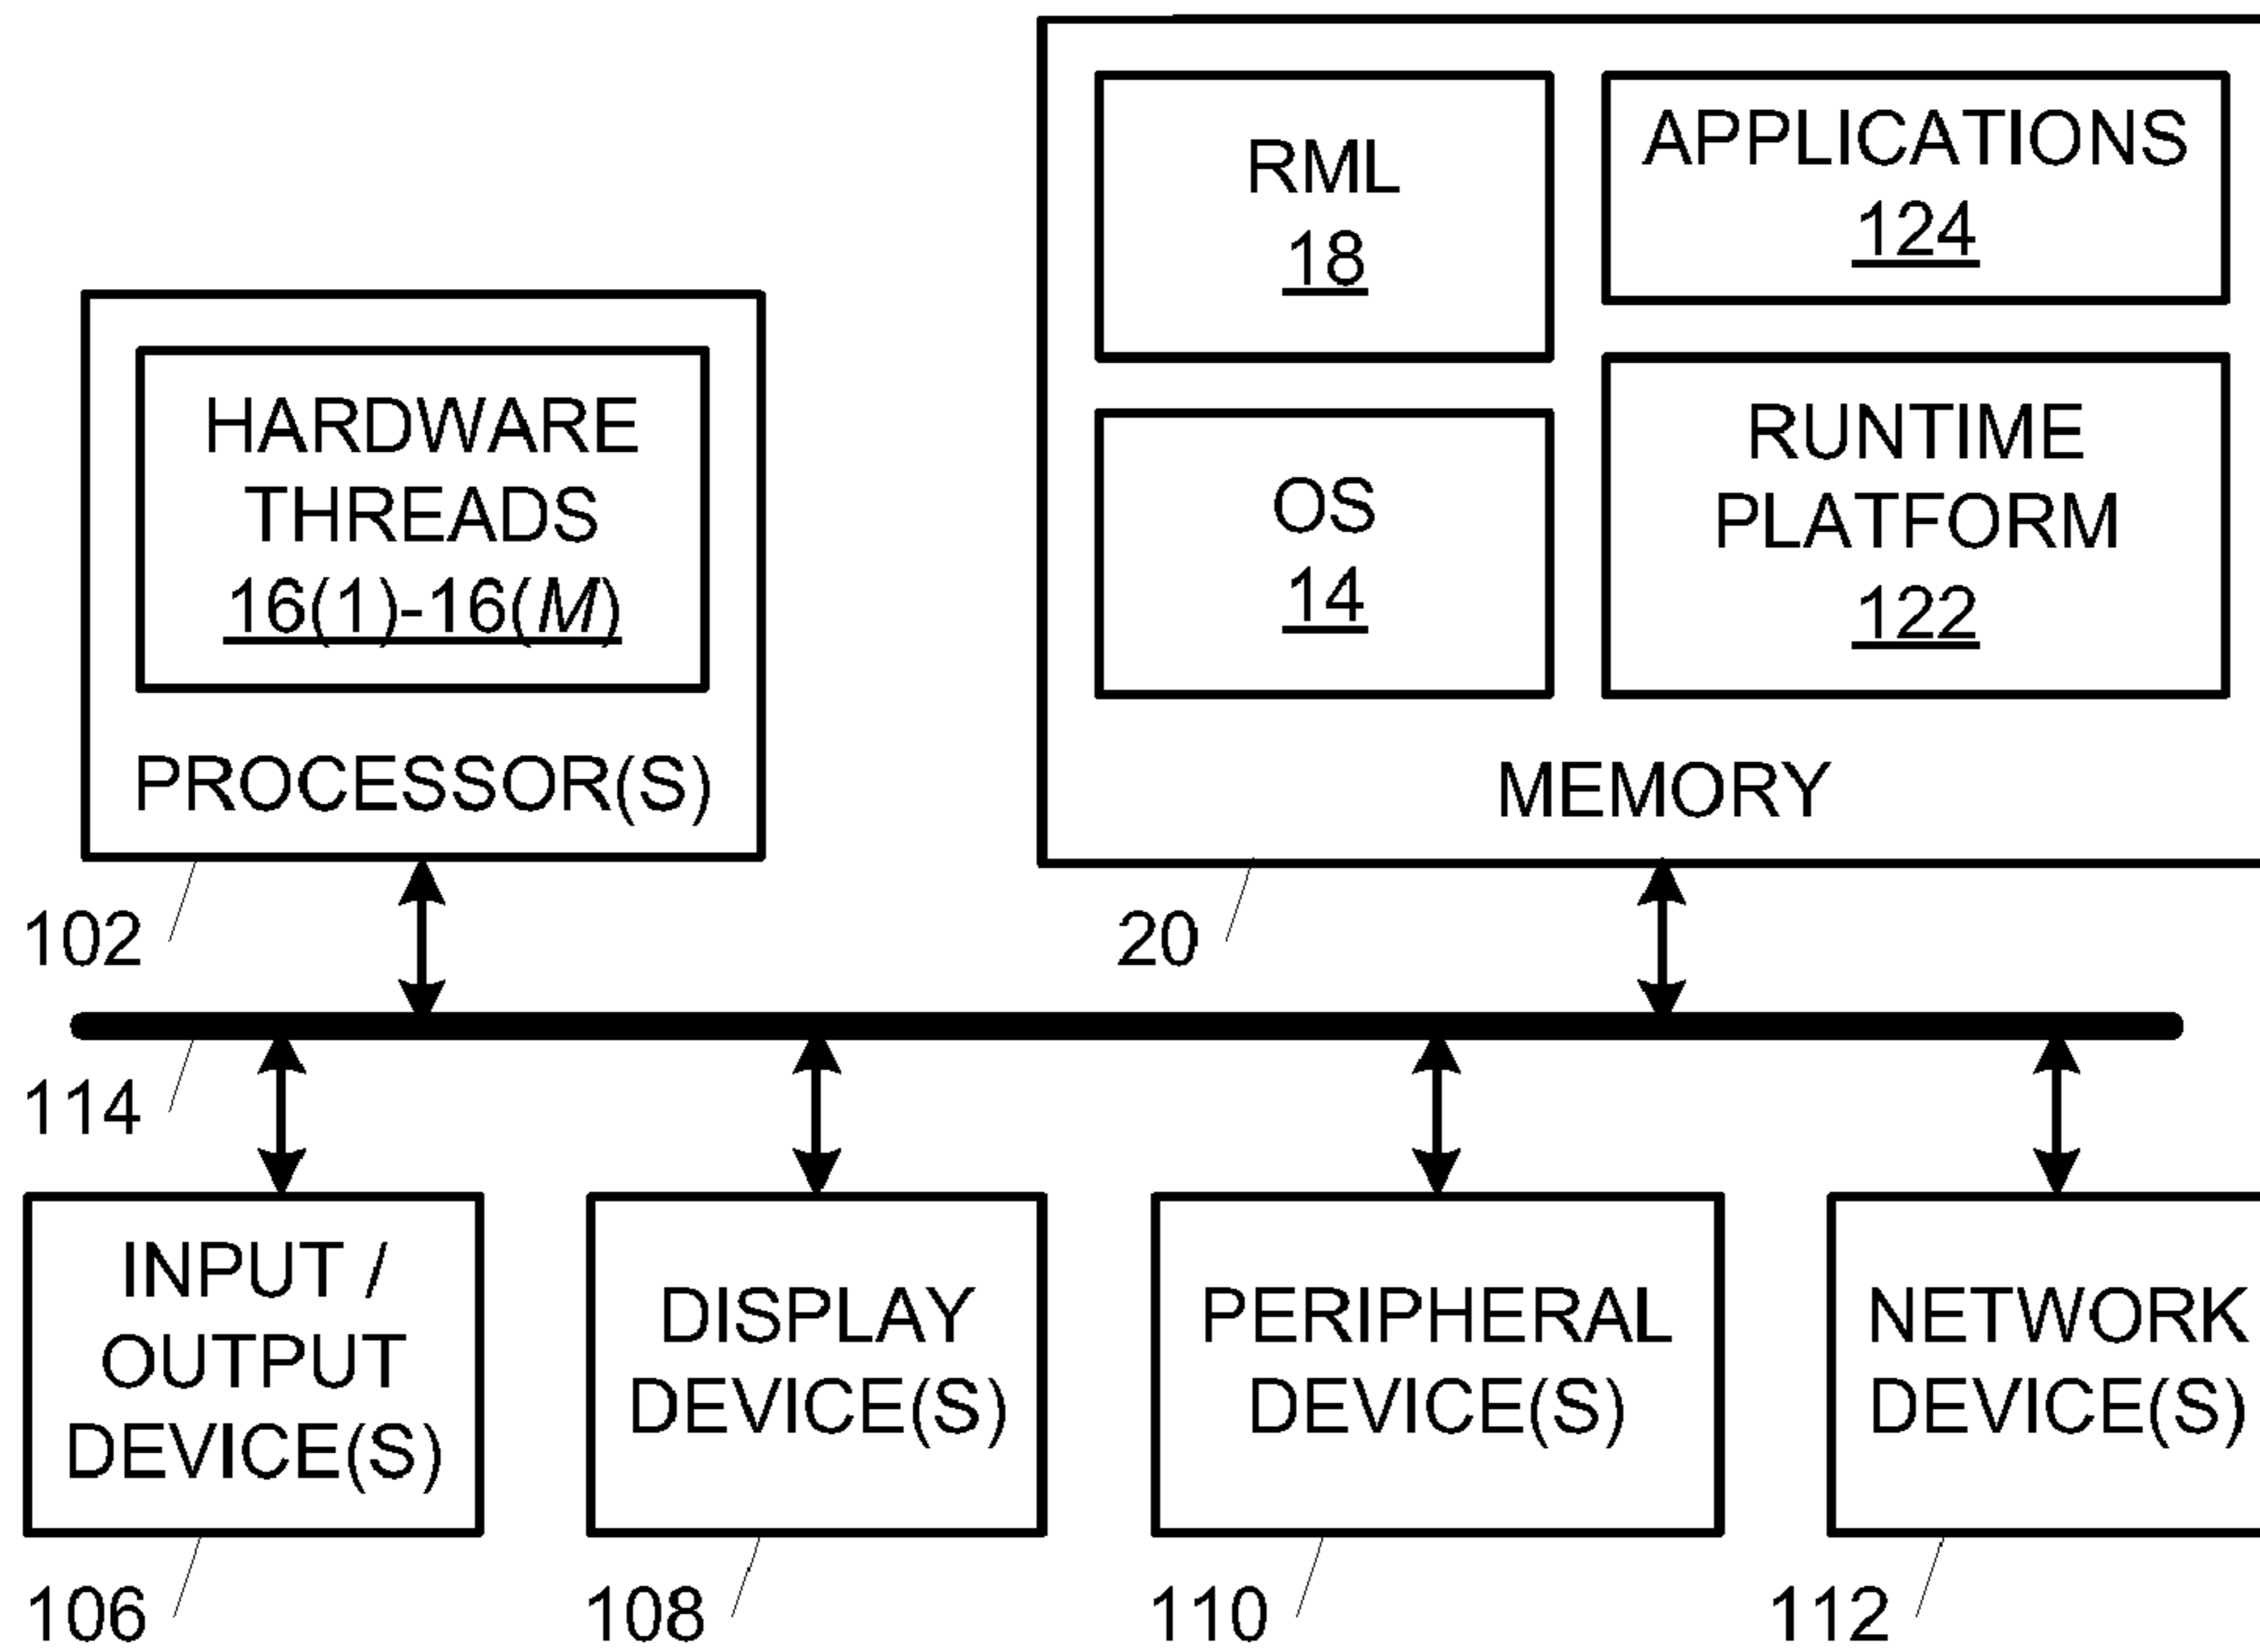 RML
18
APPLICATIONS
124
HARDWARE
THREADS
16(1)-16(M)
PROCESSOR(S)
OS
14
RUNTIME
PLATFORM
122
MEMORY
102
20
114
INPUT /
OUTPUT
DEVICE(S)
DISPLAY
DEVICE(S)
PERIPHERAL
DEVICE(S)
NETWORK
DEVICE(S)
106
108
110
112